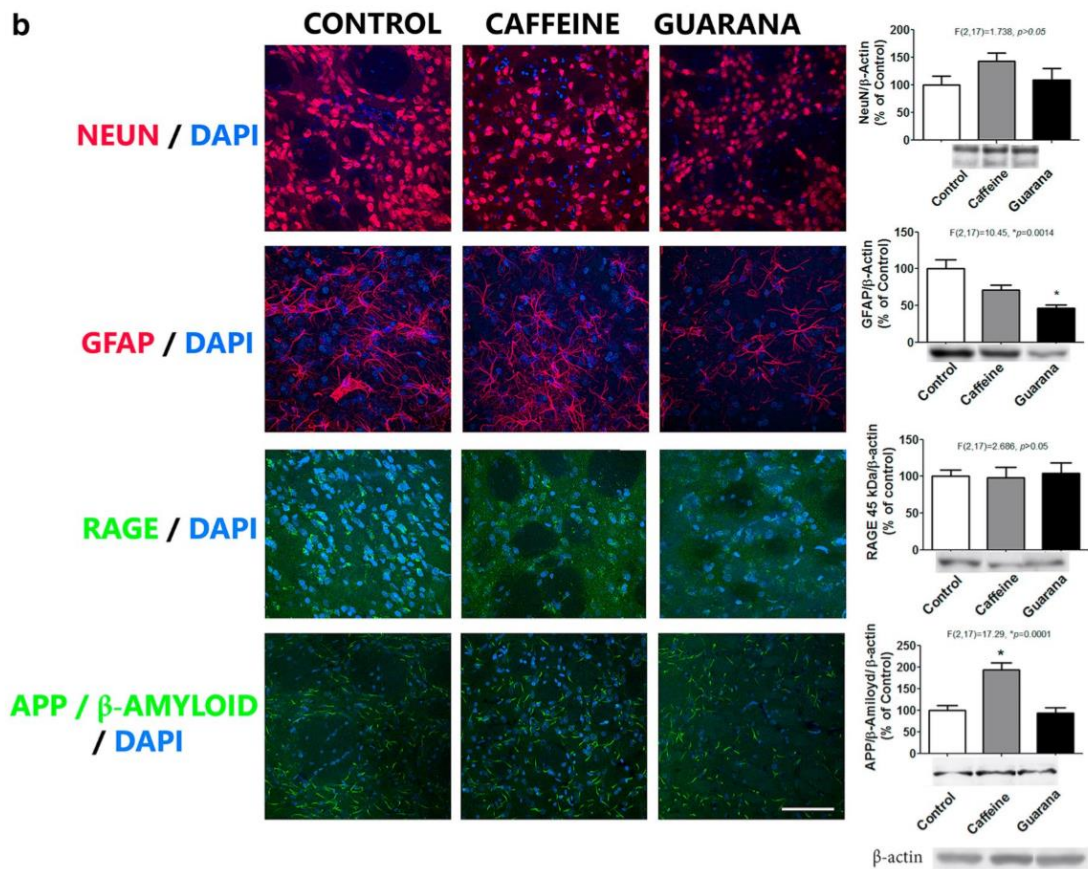 b
CONTROL CAFFEINE GUARANA
NEUN / DAPI
GFAP / DAPI
RAGE / DAPI
APP / β-AMYLOID
/ DAPI
F(2,17)=1.738, p>0.05
NeuN/β-Actin
(% of Control)
200
150
100
50
0
Control
Caffeine
Guarana
F(2,17)=10.45, *p=0.0014
GFAP/β-Actin
(% of Control)
150
100
50
0
*
Control
Caffeine
Guarana
F(2,17)=2.686, p>0.05
RAGE 45 kDa/β-actin
(% of control)
150
100
50
0
Control
Caffeine
Guarana
F(2,17)=17.29, *p=0.0001
APP/β-Amiloyd/ β-actin
(% of Control)
250
200
150
100
50
0
*
Control
Caffeine
Guarana
β-actin